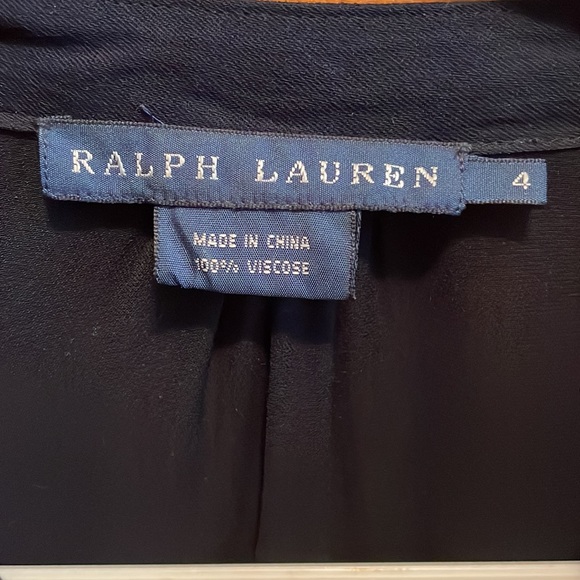 RALPH LAUREN 4
MADE IN CHINA
100% VISCOSE